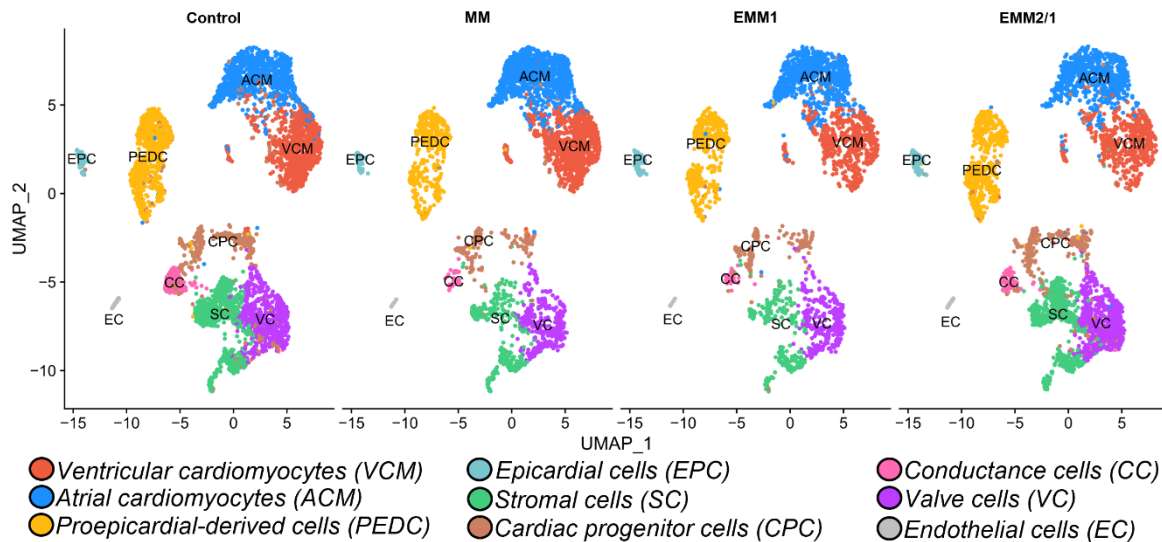 Control MM EMM1 EMM2/1
ACM ACM ACM ACM
5
VCM VCM VCM VCM
EPC PEDC EPC PEDC EPC PEDC EPC PEDC
UMAP_2
0
CPC CPC CPC CPC
−5
CC CC CC CC
SC VC SC VC SC VC SC VC
EC EC EC EC
−10
−15 −10 −5 0 5 −15 −10 −5 0 5 −15 −10 −5 0 5 −15 −10 −5 0 5
UMAP_1
Ventricular cardiomyocytes (VCM) Epicardial cells (EPC) Conductance cells (CC)
Atrial cardiomyocytes (ACM) Stromal cells (SC) Valve cells (VC)
Proepicardial-derived cells (PEDC) Cardiac progenitor cells (CPC) Endothelial cells (EC)